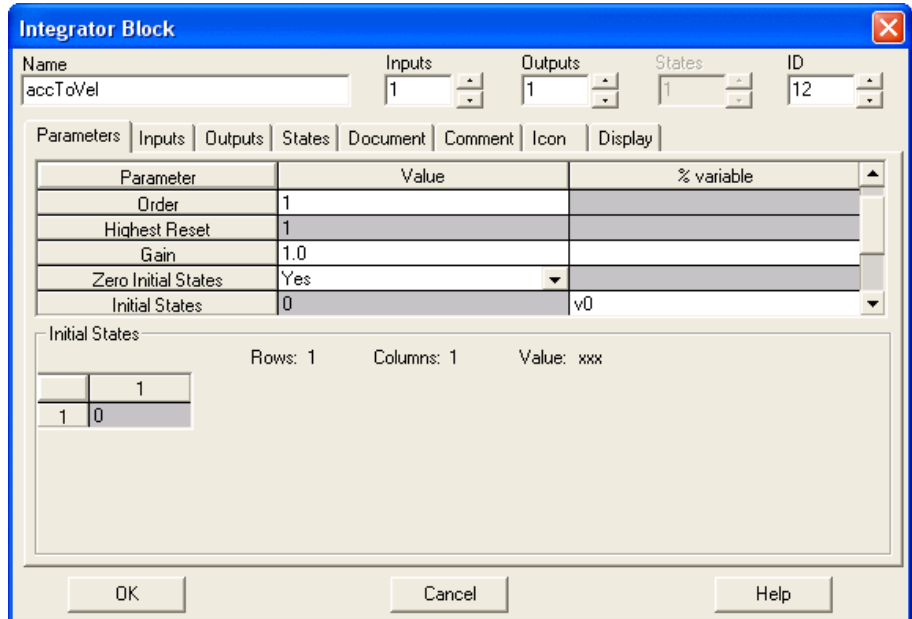 Integrator Block
Name Inputs Outputs States ID
accToVel 1 1 1 12
Parameters Inputs Outputs States Document Comment Icon Display
Parameter Value % variable
Order 1
Highest Reset 1
Gain 1.0
Zero Initial States Yes
Initial States 0 v0
Initial States
Rows: 1 Columns: 1 Value: xxx
1
1 0
OK Cancel Help